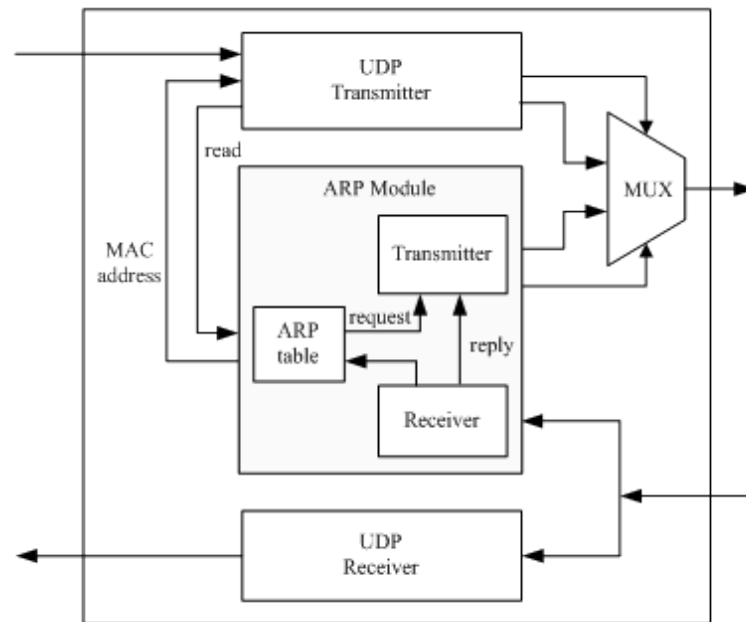 UDP
Transmitter
read
ARP Module
MUX
MAC
address
Transmitter
ARP
table
request
reply
Receiver
UDP
Receiver